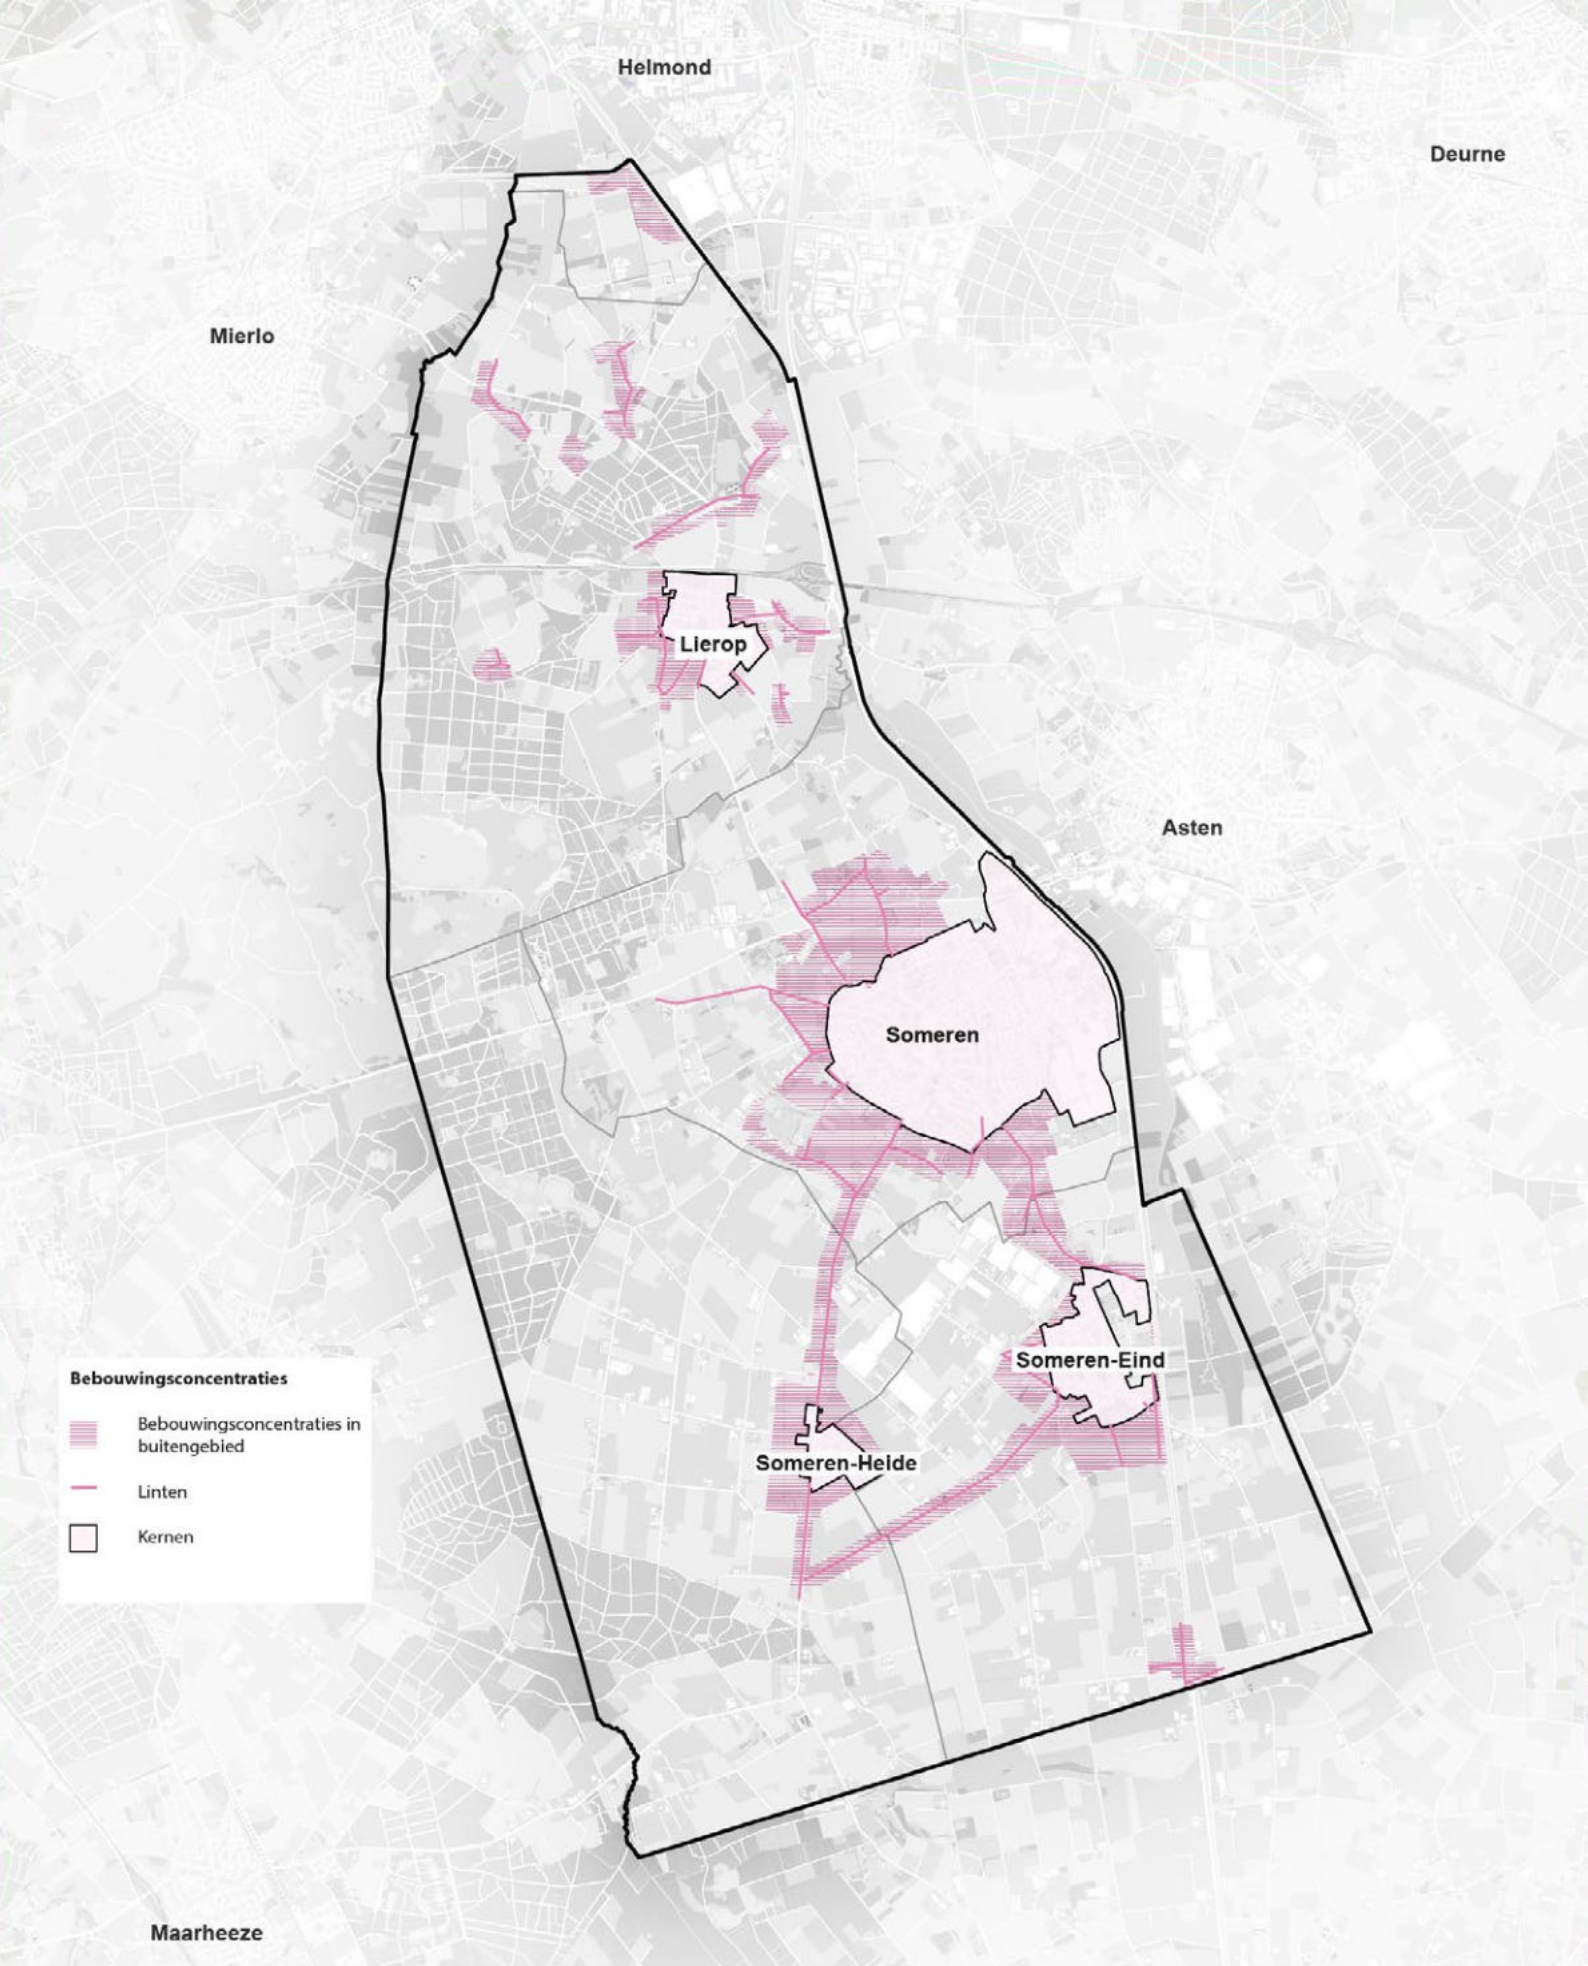 Helmond
Deurne
Mierlo
Lierop
Asten
Someren
Someren-Eind
Someren-Heide
Bebouwingsconcentraties
Bebouwingsconcentraties in
buitengebied
Linten
Kernen
Maarheeze